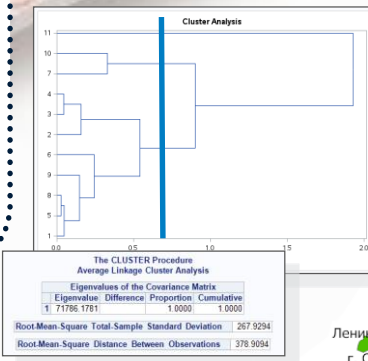 Cluster Analysis
11
10
7
4
3
2
6
9
8
5
1
0.0
0.5
1.0
1.5
2.0
The CLUSTER Procedure
Average Linkage Cluster Analysis
Eigenvalues of the Covariance Matrix
Eigenvalue Difference Proportion Cumulative
1 71786.1781 1.0000 1.0000
Root-Mean-Square Total-Sample Standard Deviation 267.9294
Root-Mean-Square Distance Between Observations 378.9094